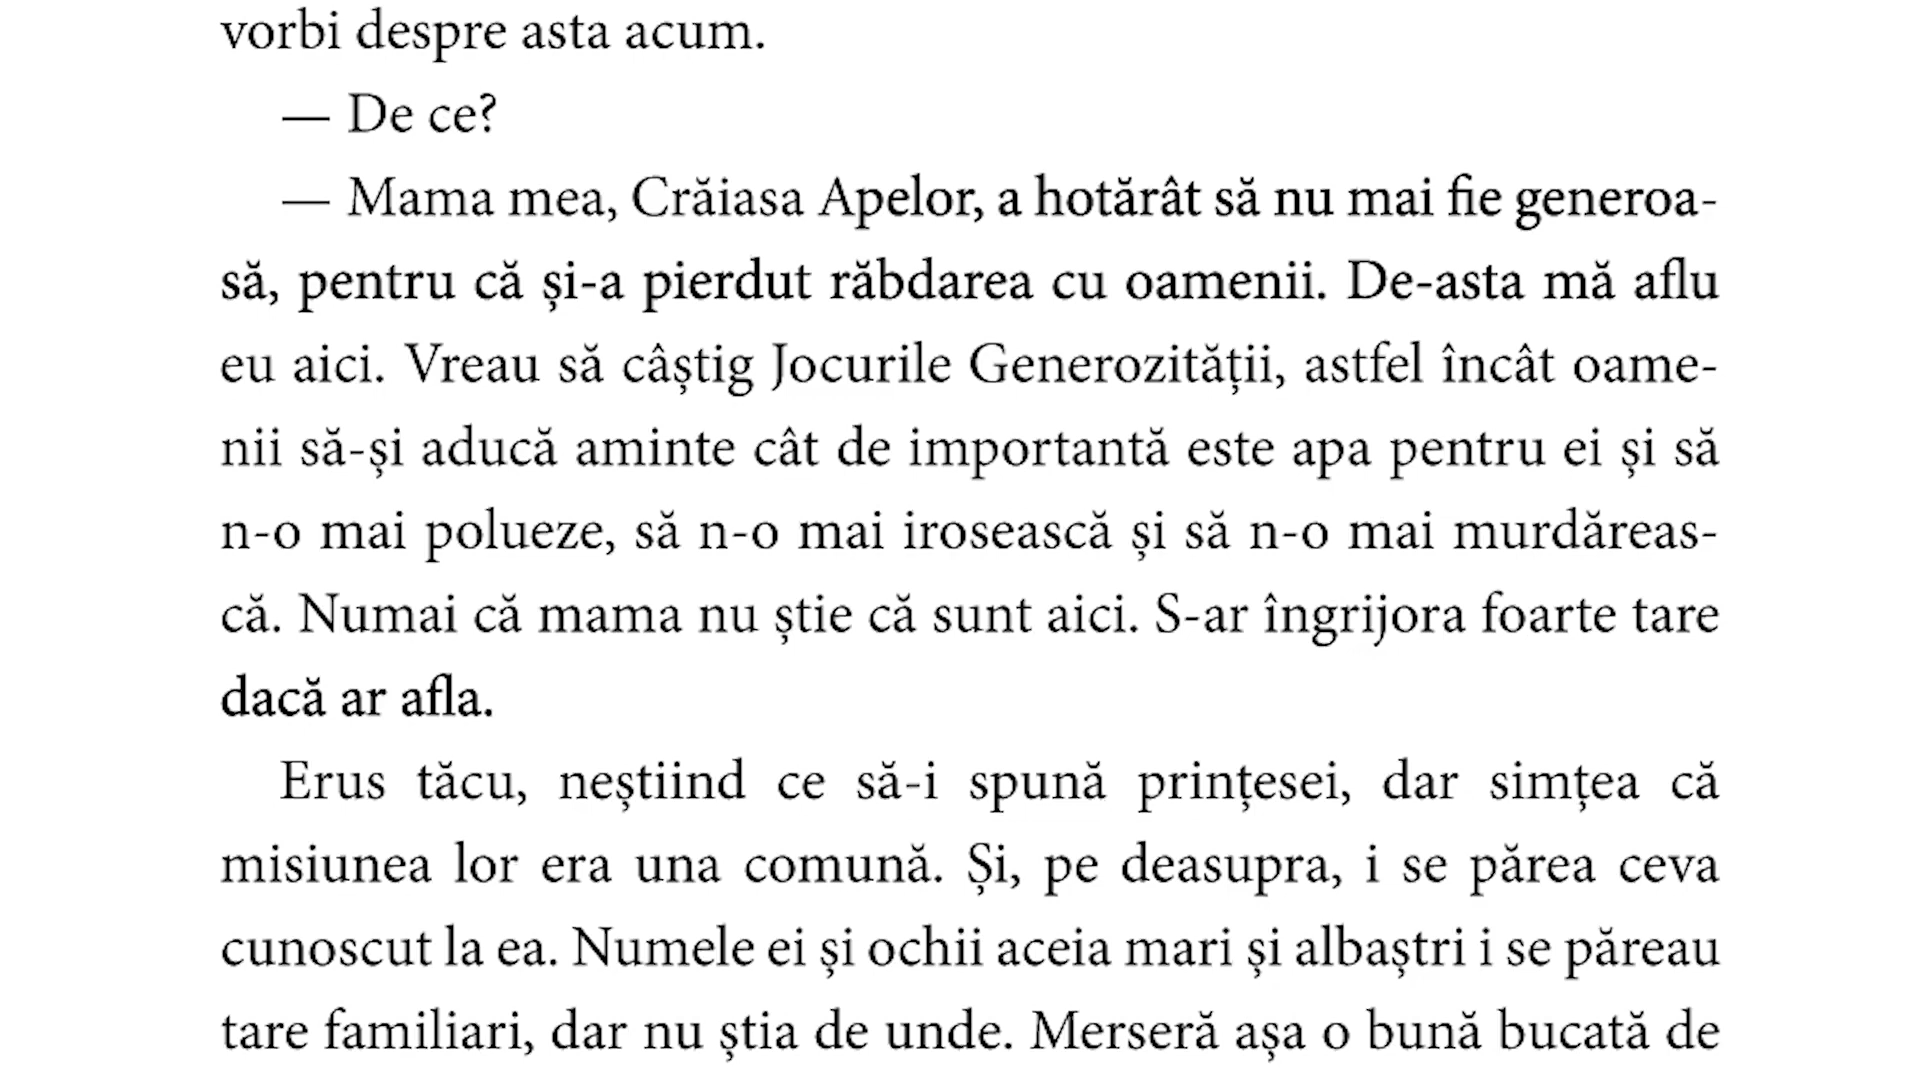 vorbi despre asta acum.
— De ce?
— Mama mea, Crăiasa Apelor, a hotărât să nu mai fie generoa-
să, pentru că și-a pierdut răbdarea cu oamenii. De-asta mă aflu
eu aici. Vreau să câștig Jocurile Generozității, astfel încât oame-
nii să-și aducă aminte cât de importantă este apa pentru ei și să
n-o mai polueze, să n-o mai irosească și să n-o mai murdăreas-
că. Numai că mama nu știe că sunt aici. S-ar îngrijora foarte tare
dacă ar afla.
Erus tăcu, neștiind ce să-i spună prințesei, dar simțea că
misiunea lor era una comună. Și, pe deasupra, i se părea ceva
cunoscut la ea. Numele ei și ochii aceia mari și albaștri i se păreau
tare familiari, dar nu știa de unde. Merseră așa o bună bucată de